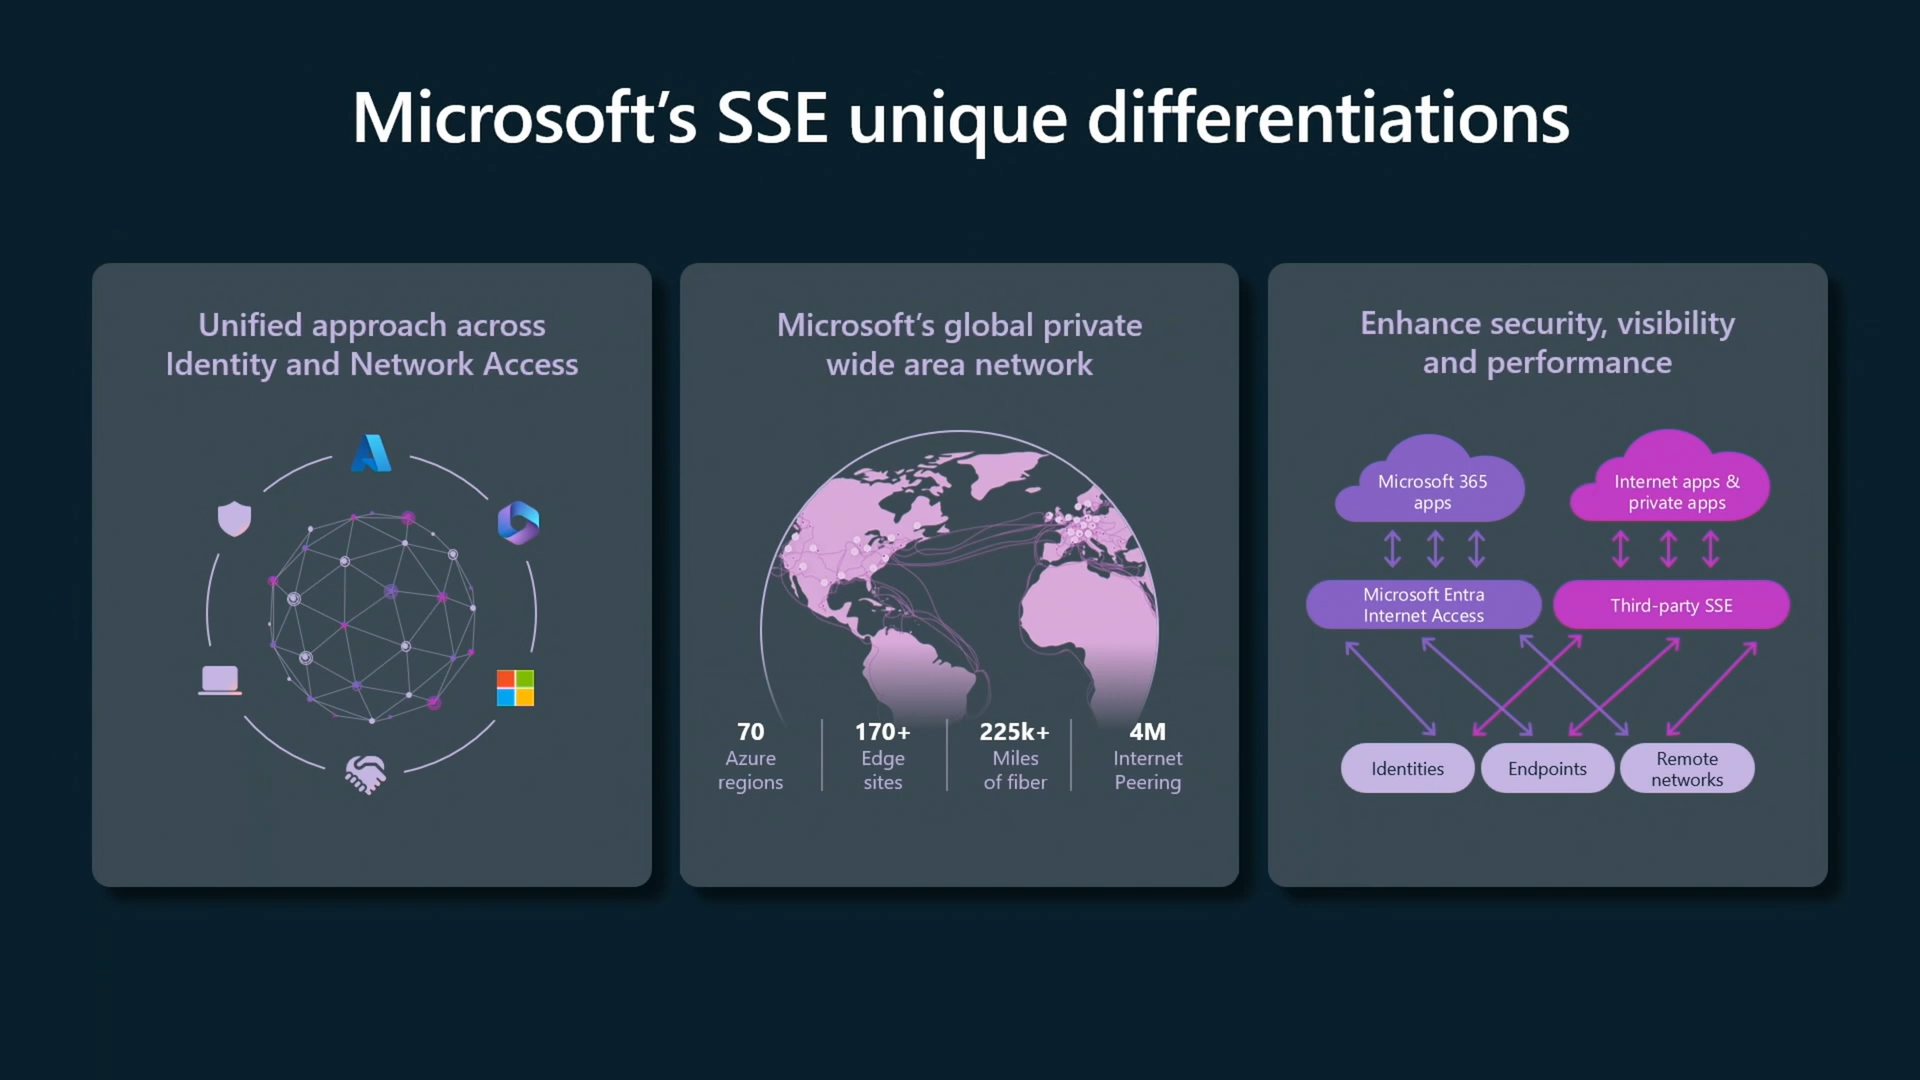 Microsoft’s SSE unique differentiations
Unified approach across
Identity and Network Access
Microsoft’s global private
wide area network
70
Azure
regions
170+
Edge
sites
225k+
Miles
of fiber
4M
Internet
Peering
Enhance security, visibility
and performance
Microsoft 365
apps
Internet apps &
private apps
Microsoft Entra
Internet Access
Third-party SSE
Identities
Endpoints
Remote
networks